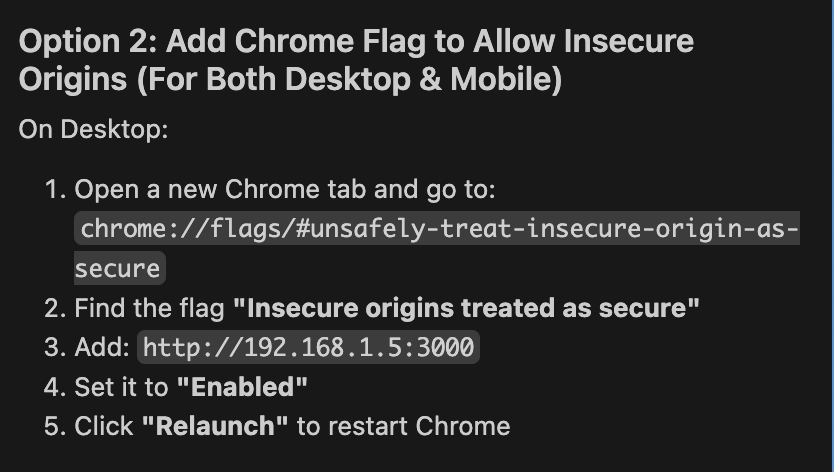 Option 2: Add Chrome Flag to Allow Insecure
Origins (For Both Desktop & Mobile)
On Desktop:
1. Open a new Chrome tab and go to:
chrome://flags/#unsafely-treat-insecure-origin-as-
secure
2. Find the flag "Insecure origins treated as secure"
3. Add: http://192.168.1.5:3000
4. Set it to "Enabled"
5. Click "Relaunch" to restart Chrome